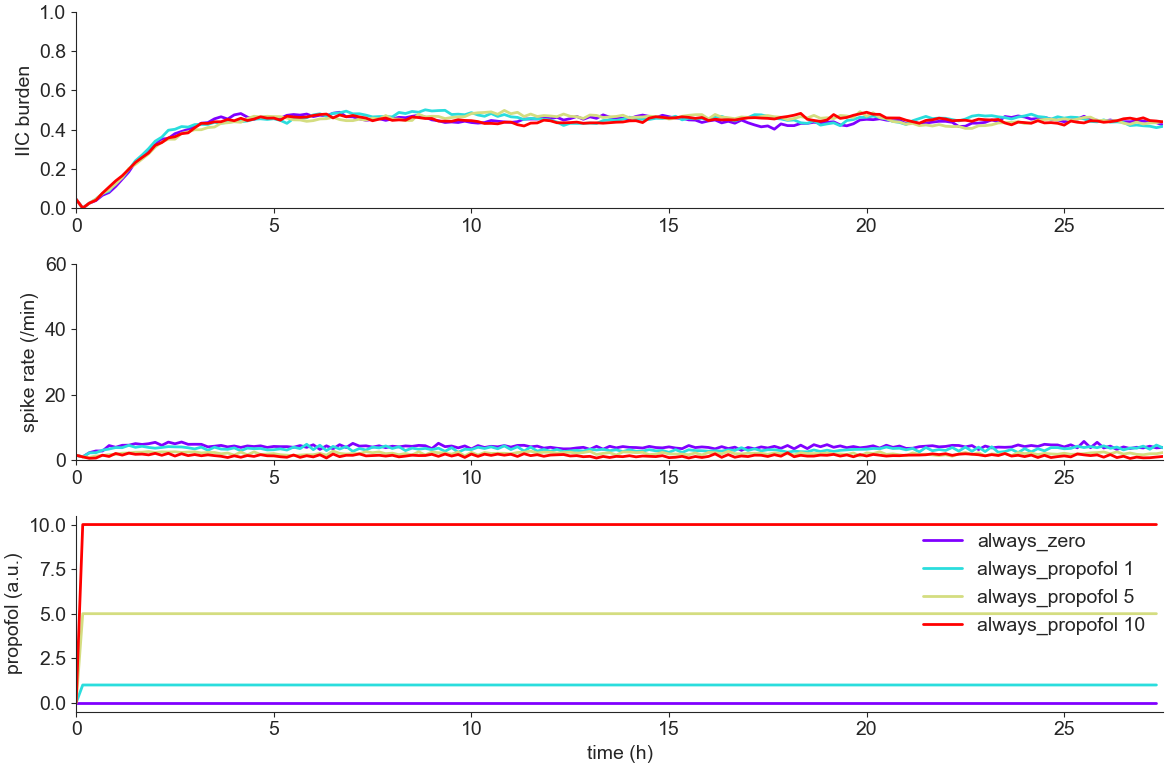 1.0
0.8
0.6
0.4
0.2
0.0
IIC burden
0 5 10 15 20 25
60
40
20
0
spike rate (/min)
0 5 10 15 20 25
10.0
7.5
5.0
2.5
0.0
propofol (a.u.)
always_zero
always_propofol 1
always_propofol 5
always_propofol 10
0 5 10 15 20 25
time (h)